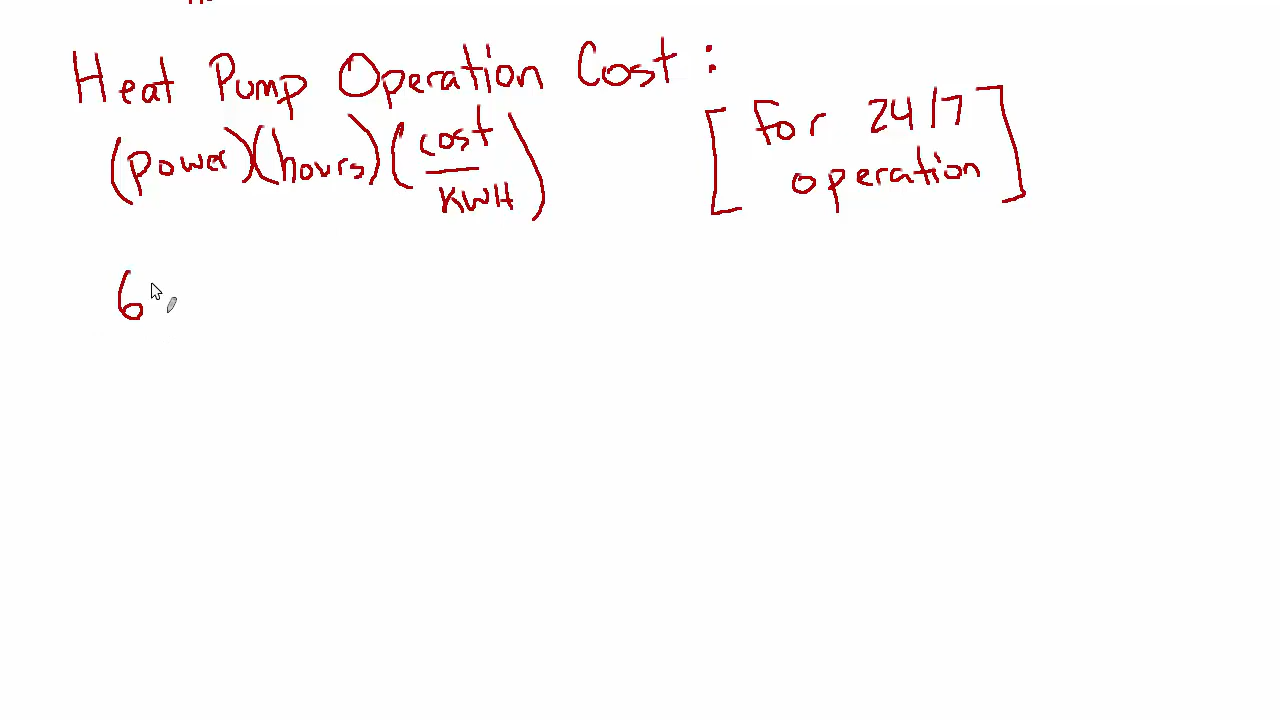 Heat Pump Operation Cost:
(power)(hours)(cost/KWH)
[for 24/7
operation]
6